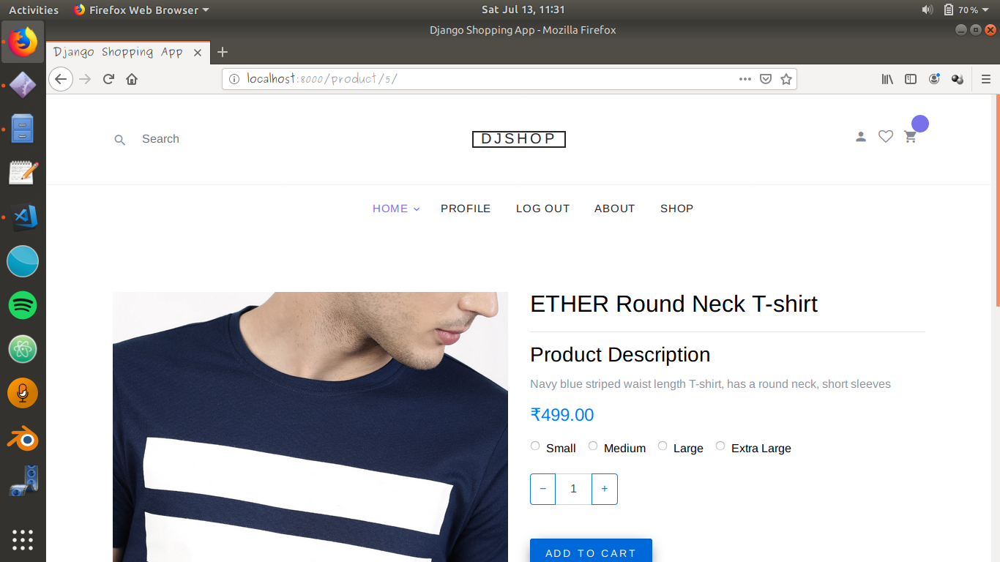 Activities Firefox Web Browser Sat Jul 13, 11:31 70 %
Django Shopping App - Mozilla Firefox
Django Shopping App
localhost:8000/product/5/
Search DJSHOP
HOME PROFILE LOG OUT ABOUT SHOP
ETHER Round Neck T-shirt
Product Description
Navy blue striped waist length T-shirt, has a round neck, short sleeves
₹499.00
Small Medium Large Extra Large
− 1 +
ADD TO CART